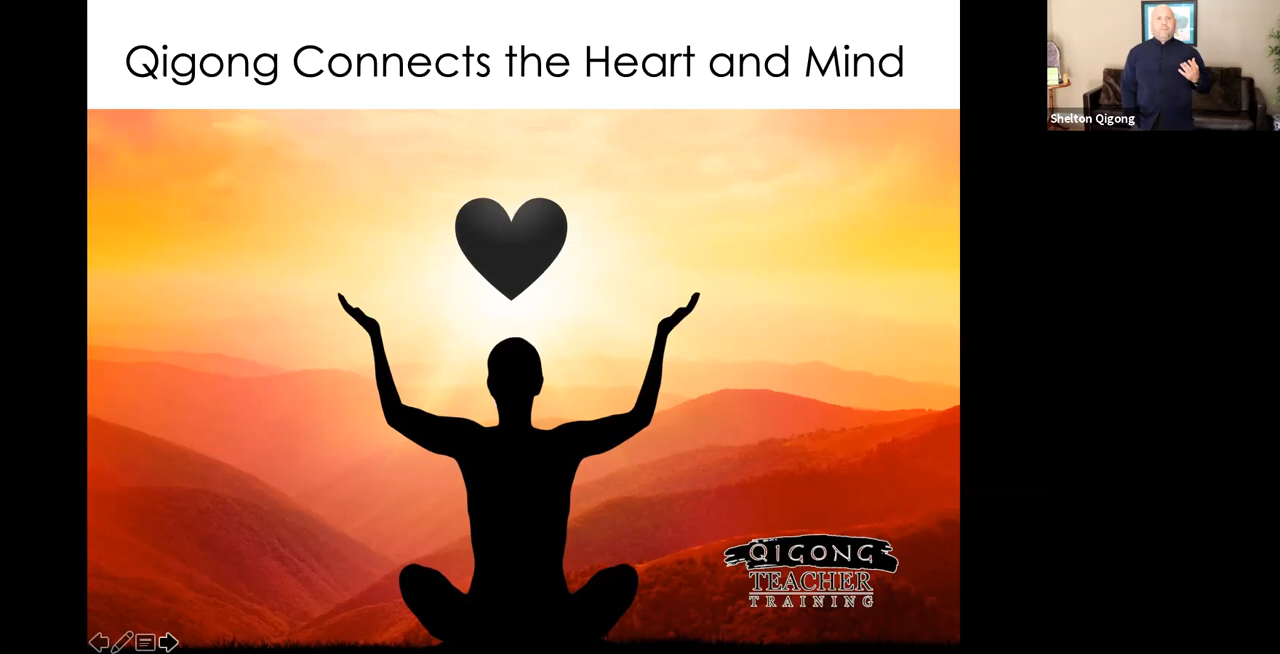 Qigong Connects the Heart and Mind
Shelton Qigong
QIGONG
TEACHER
TRAINING